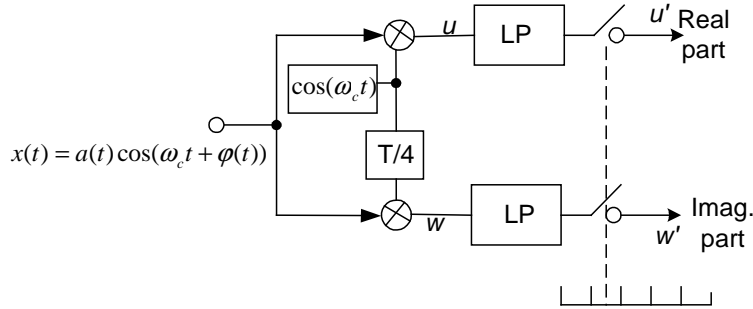 u
LP
u'
Real
part
cos(ω_c t)
x(t) = a(t) cos(ω_c t + φ(t))
T/4
w
LP
Imag.
w'
part